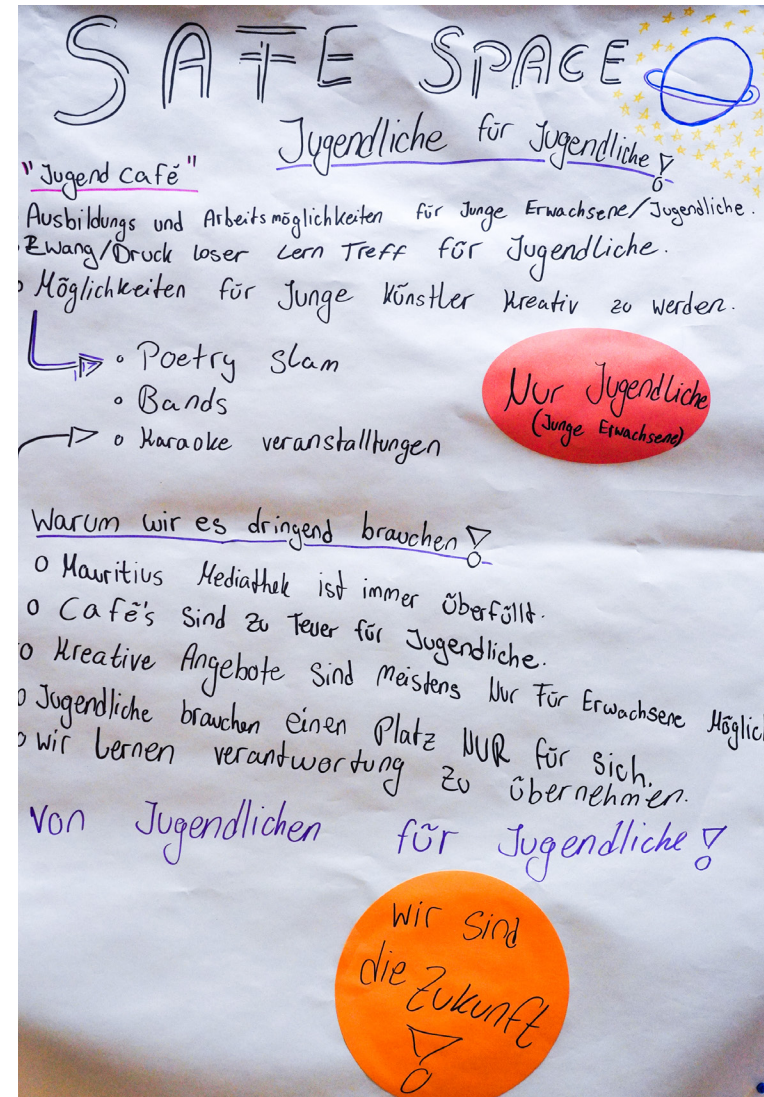 SAFE SPACE
Jugendliche für Jugendliche!
"Jugend café"
Ausbildungs und Arbeitsmöglichkeiten für Junge Erwachsene/Jugendliche.
Zwang/Druck loser Lern Treff für Jugendliche.
o Möglichkeiten für Junge Künstler Kreativ zu werden.
o Poetry Slam
o Bands
o Karaoke veranstalltungen
Nur Jugendliche
(Junge Erwachsene)
Warum wir es dringend brauchen!
o Mauritius Mediathek ist immer überfüllt.
o Café's sind zu Teuer für Jugendliche.
o Kreative Angebote sind meistens Nur Für Erwachsene Möglic
o Jugendliche brauchen einen Platz NUR für sich.
o wir Lernen verantwortung zu übernehmen.
Von Jugendlichen für Jugendliche!
Wir sind
die Zukunft
!